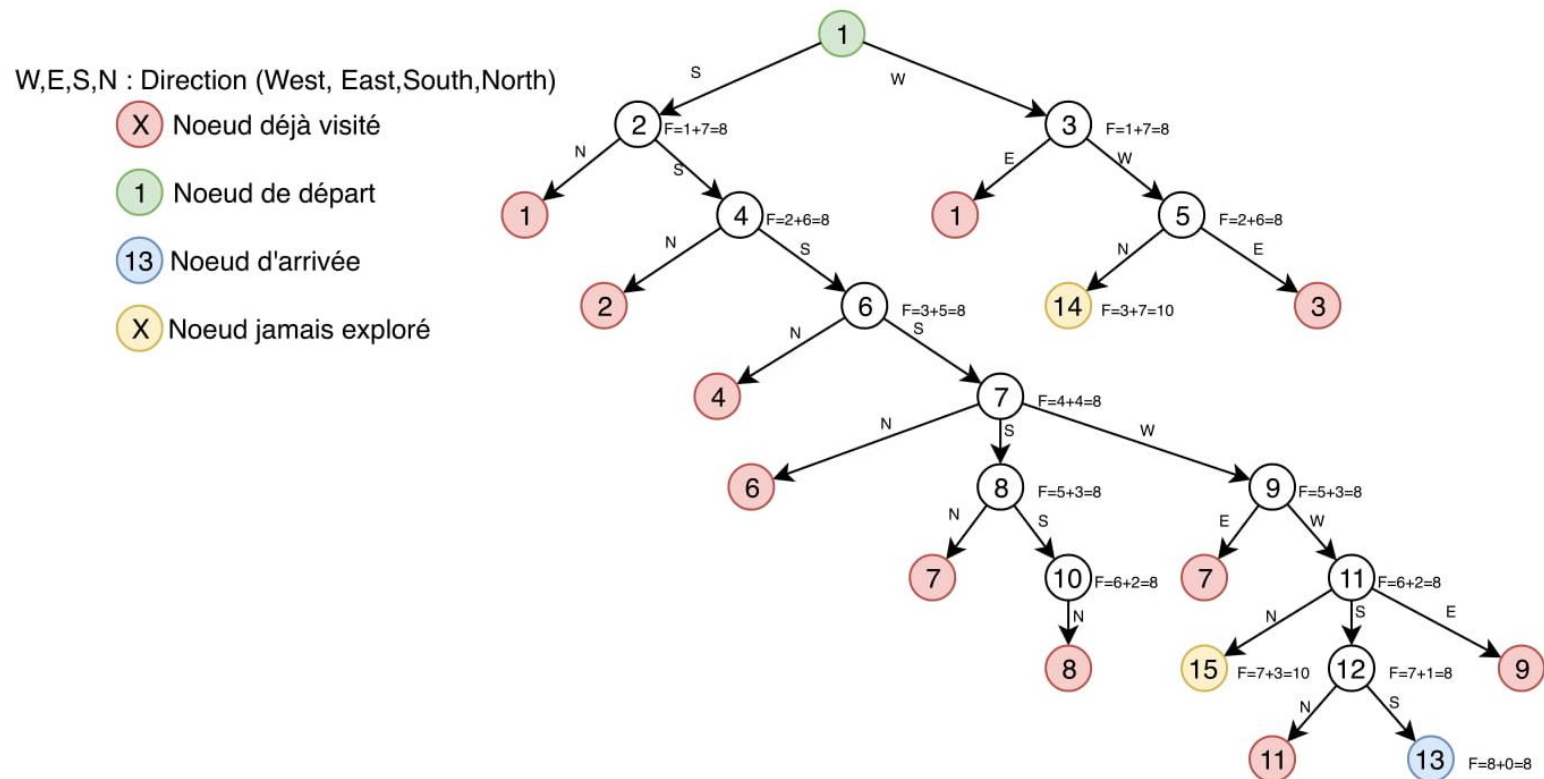 1
W,E,S,N : Direction (West, East,South,North)
S
W
X Noeud déjà visité
2 F=1+7=8
3 F=1+7=8
N
S
E
W
1 Noeud de départ
1
4 F=2+6=8
1
5 F=2+6=8
N
S
N
E
13 Noeud d'arrivée
2
6 F=3+5=8
14 F=3+7=10
3
X Noeud jamais exploré
N
S
4
7 F=4+4=8
N
S
W
6
8 F=5+3=8
9 F=5+3=8
N
S
E
W
7
10 F=6+2=8
7
11 F=6+2=8
N
N
S
E
8
15 F=7+3=10
12 F=7+1=8
9
N
S
11
13 F=8+0=8